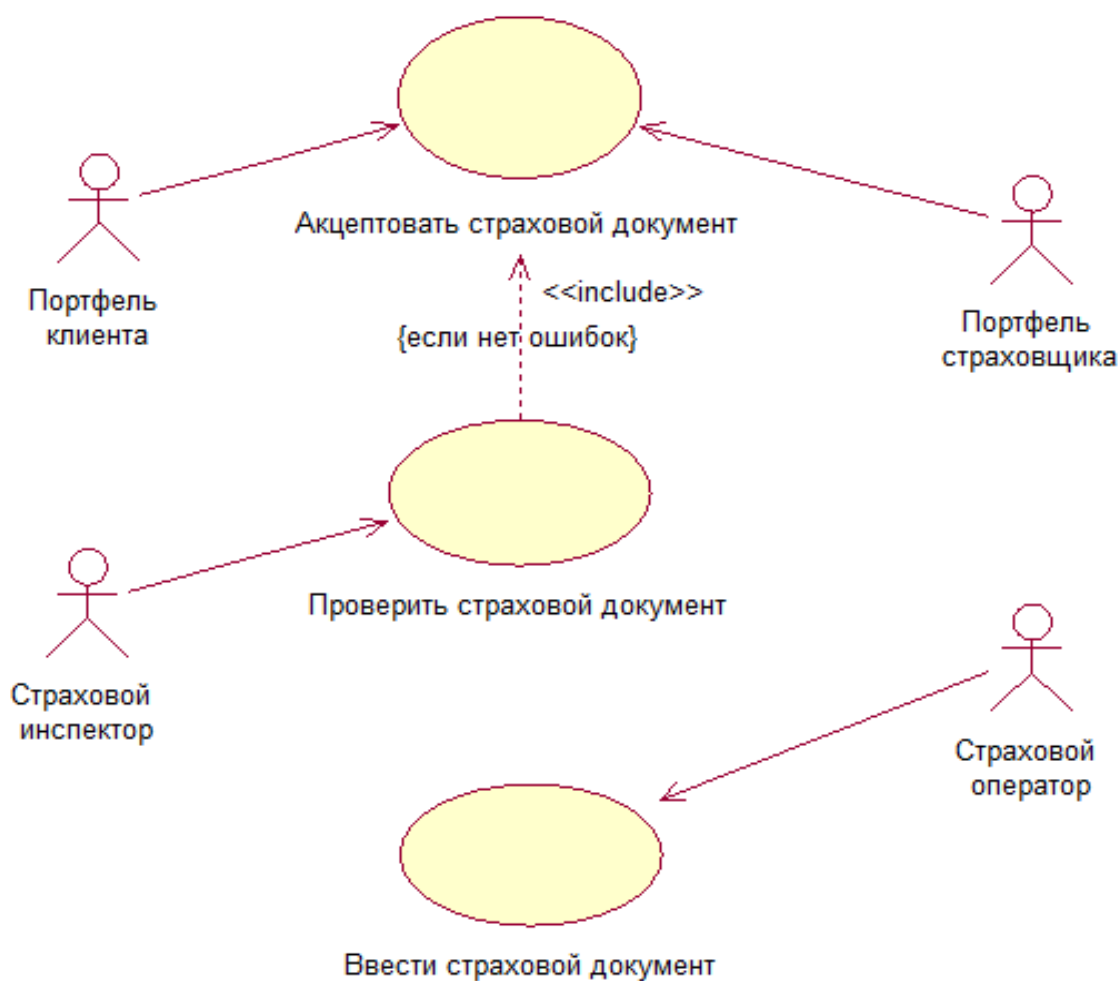 Акцептовать страховой документ
Портфель
клиента
<<include>>
{если нет ошибок}
Портфель
страховщика
Проверить страховой документ
Страховой
инспектор
Страховой
оператор
Ввести страховой документ